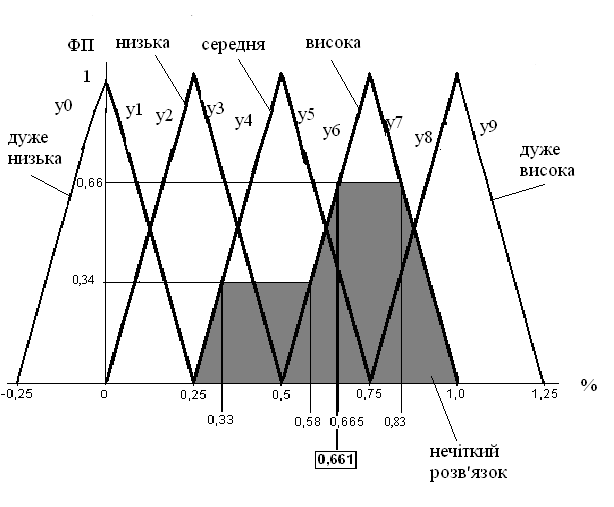 ФП
низька
середня
висока
1
y0
y1
y2
y3
y4
y5
y6
y7
y8
y9
дуже
низька
дуже
висока
0,66
0,34
-0,25
0
0,25
0,5
0,75
1,0
1,25
%
0,33
0,58
0,665
0,83
0,661
нечіткий
розв'язок